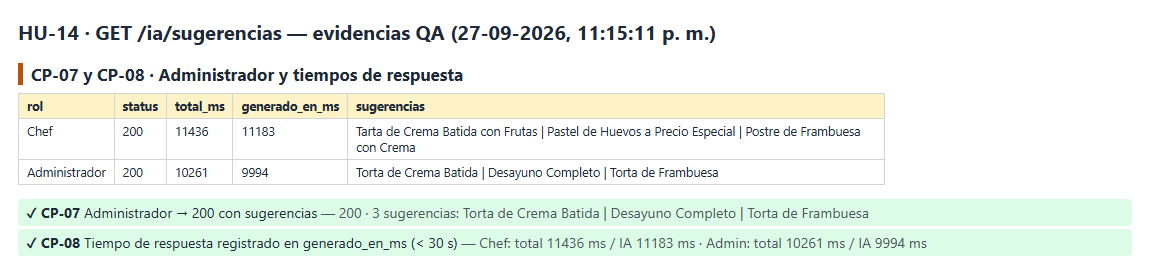 HU-14 · GET /ia/sugerencias — evidencias QA (27-09-2026, 11:15:11 p. m.)
CP-07 y CP-08 · Administrador y tiempos de respuesta
rol status total_ms generado_en_ms sugerencias
Chef 200 11436 11183 Tarta de Crema Batida con Frutas | Pastel de Huevos a Precio Especial | Postre de Frambuesa
con Crema
Administrador 200 10261 9994 Torta de Crema Batida | Desayuno Completo | Torta de Frambuesa
✓ CP-07 Administrador → 200 con sugerencias — 200 · 3 sugerencias: Torta de Crema Batida | Desayuno Completo | Torta de Frambuesa
✓ CP-08 Tiempo de respuesta registrado en generado_en_ms (< 30 s) — Chef: total 11436 ms / IA 11183 ms · Admin: total 10261 ms / IA 9994 ms